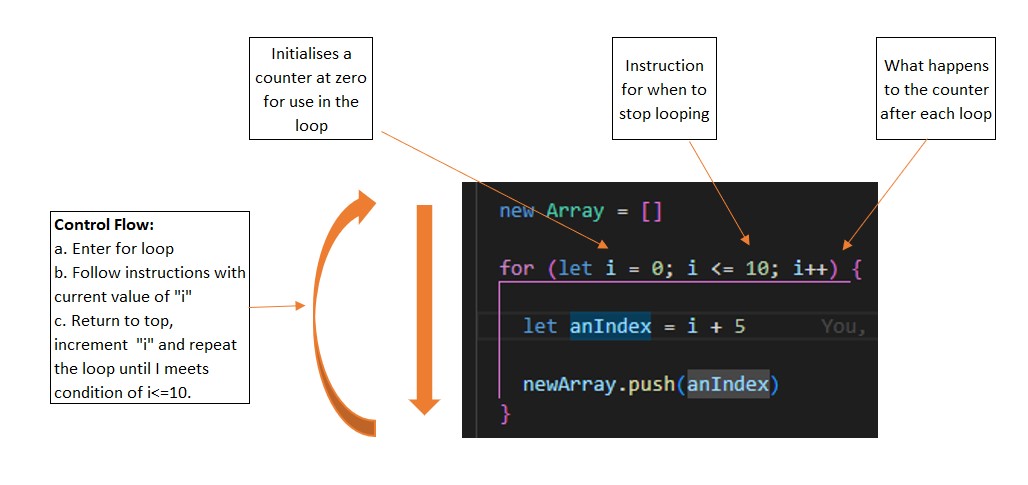 Initialises a
counter at zero
for use in the
loop
Instruction
for when to
stop looping
What happens
to the counter
after each loop
Control Flow:
a. Enter for loop
b. Follow instructions with
current value of "i"
c. Return to top,
increment  "i" and repeat
the loop until I meets
condition of i<=10.
new Array = []
for (let i = 0; i <= 10; i++) {
let anIndex = i + 5 You,
newArray.push(anIndex)
}